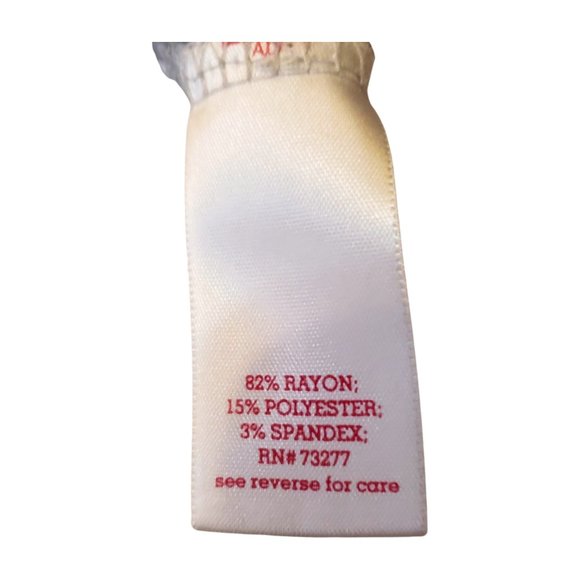 82% RAYON;
15% POLYESTER;
3% SPANDEX;
RN# 73277
see reverse for care